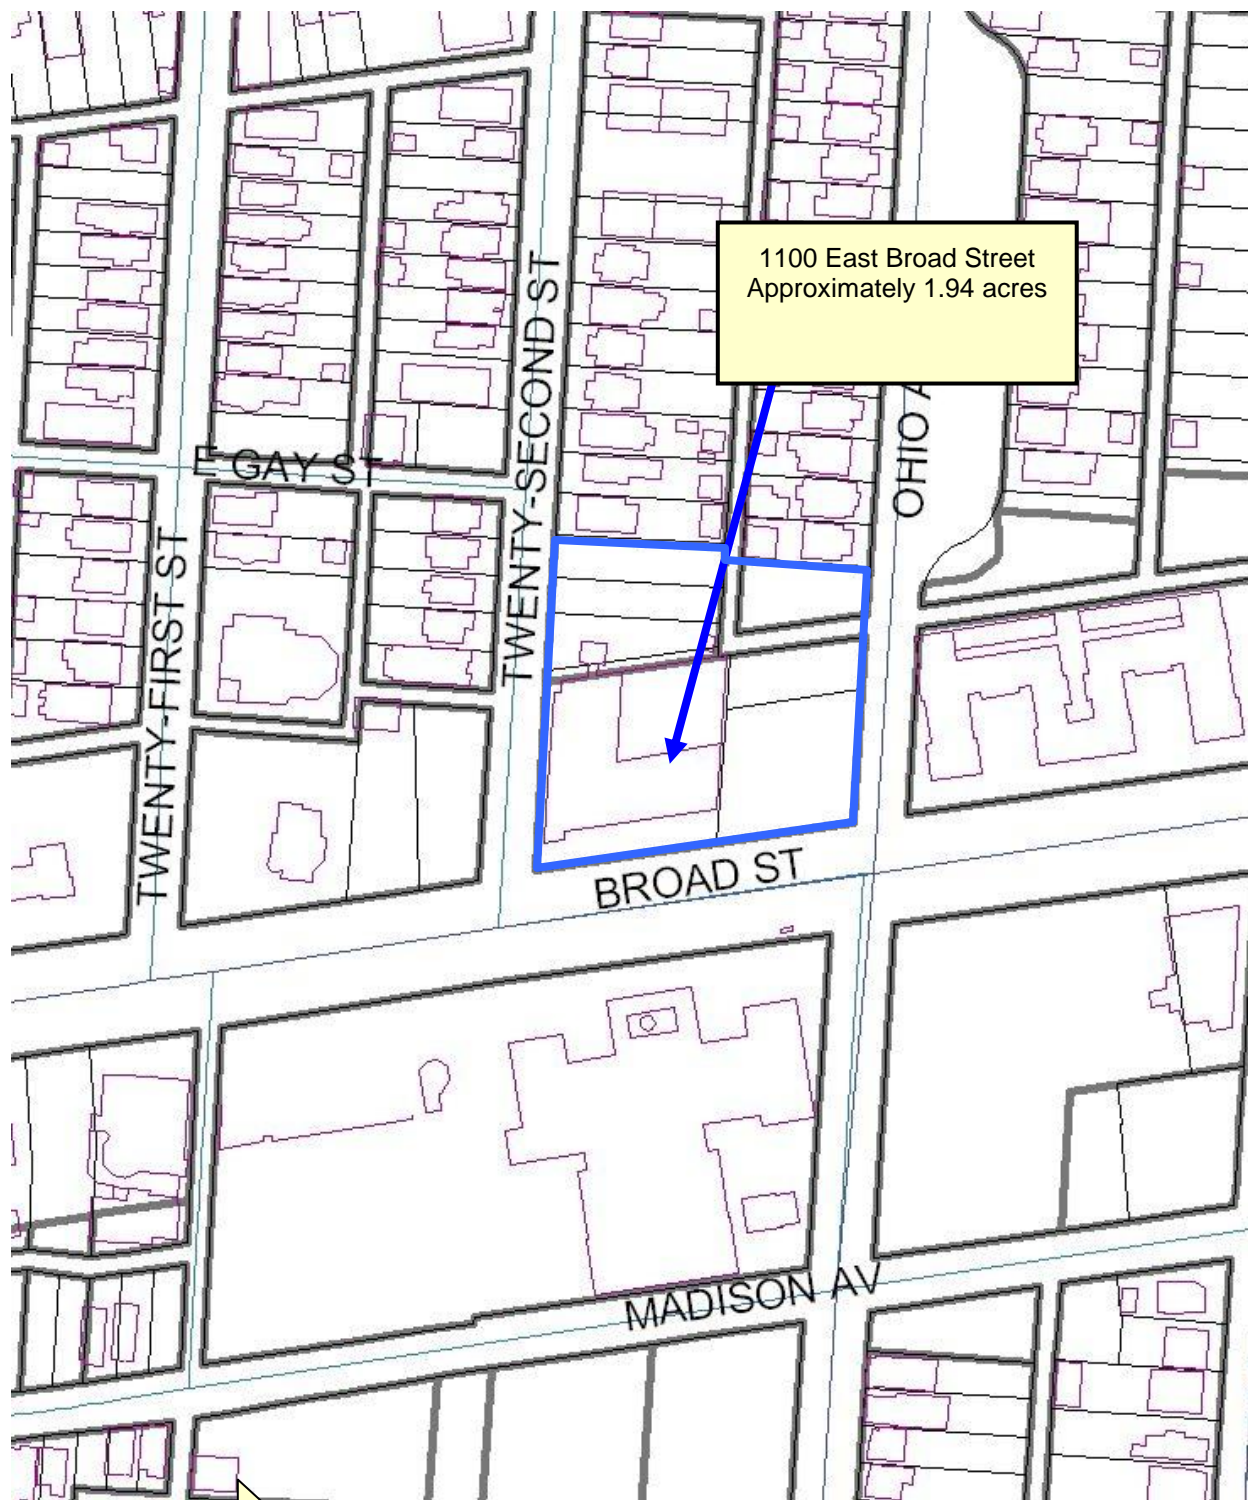 1100 East Broad Street
Approximately 1.94 acres
TWENTY-SECOND ST
OHIO A
E GAY ST
TWENTY-FIRST ST
BROAD ST
MADISON AV